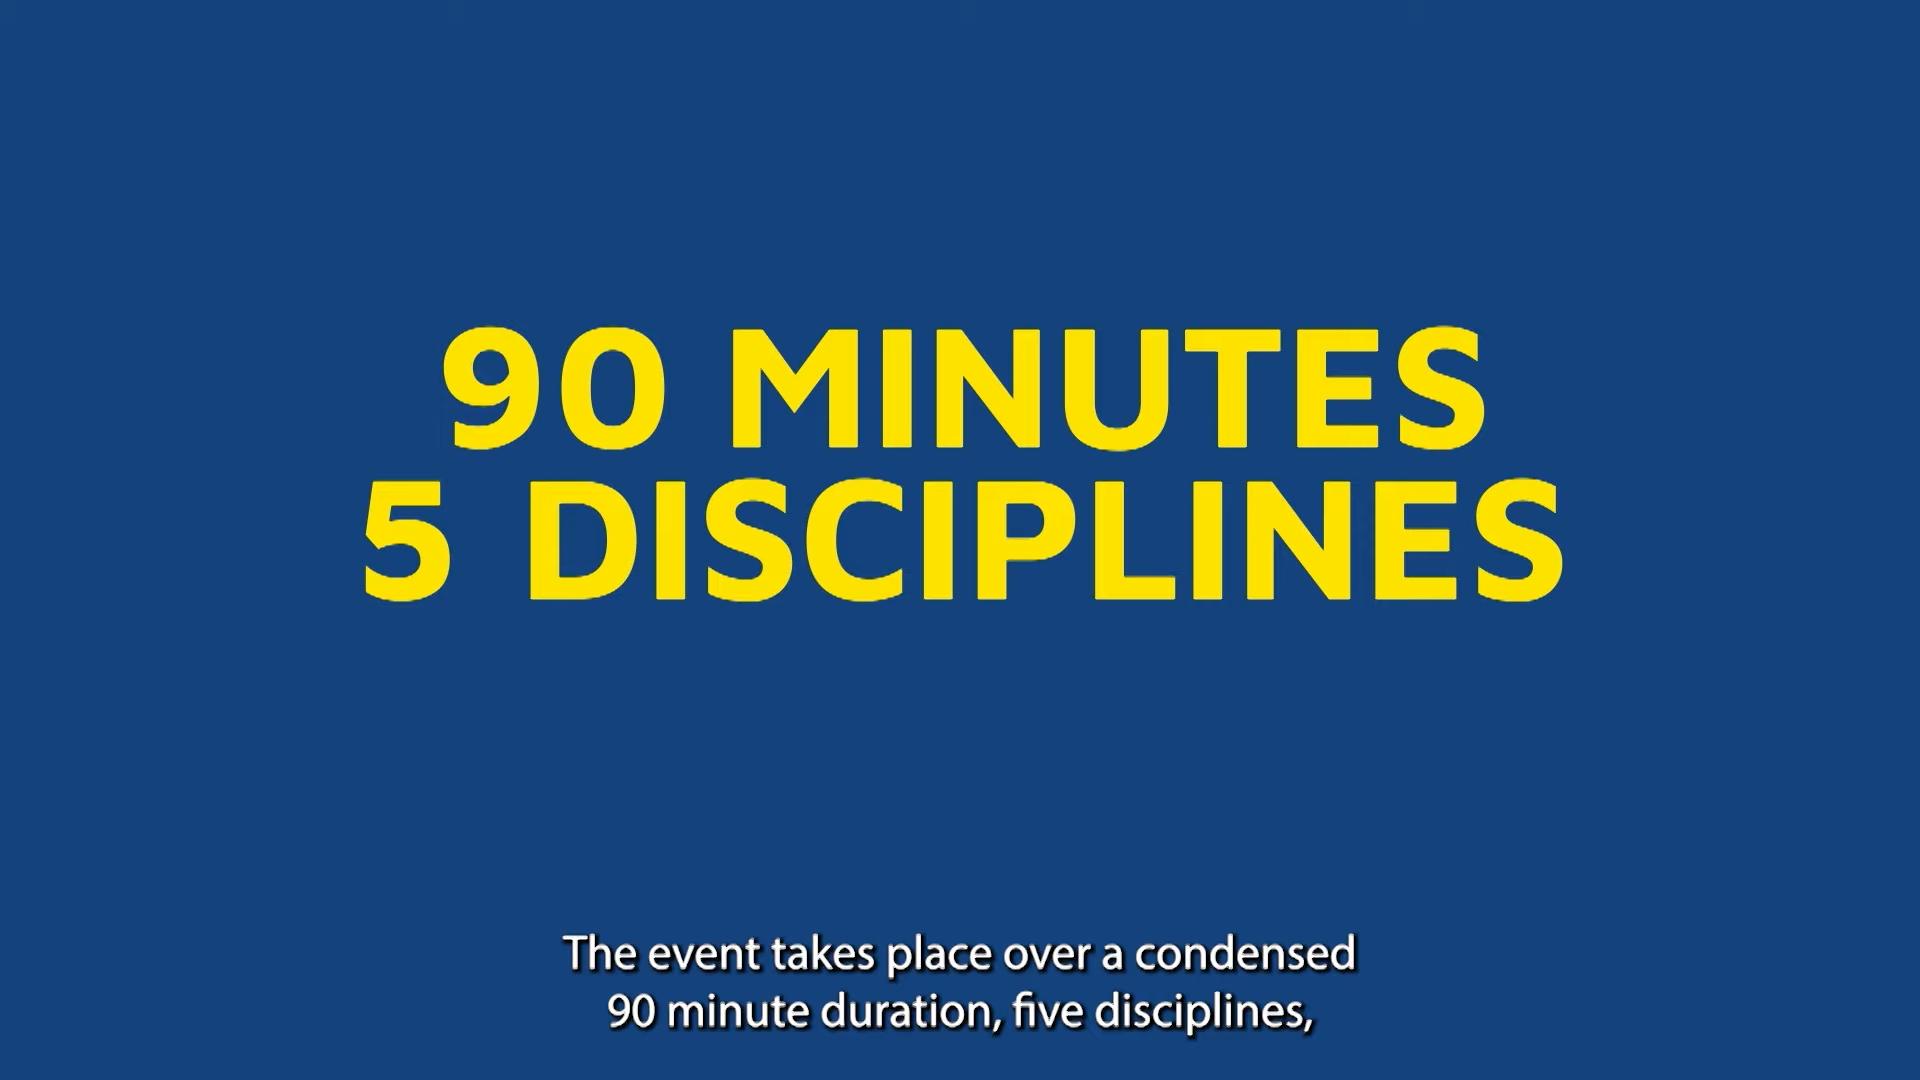 90 MINUTES
5 DISCIPLINES
The event takes place over a condensed
90 minute duration, five disciplines,